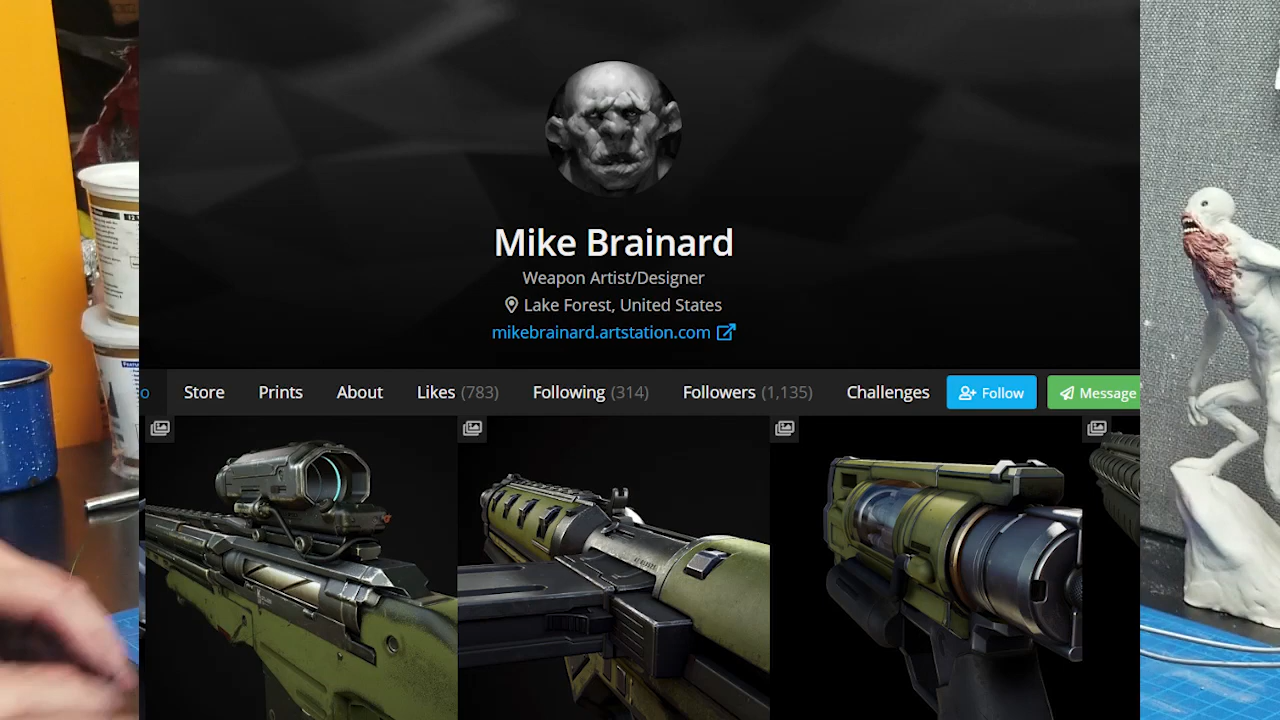 Mike Brainard
Weapon Artist/Designer
Lake Forest, United States
mikebrainard.artstation.com
o Store Prints About Likes (783) Following (314) Followers (1,135) Challenges Follow Message